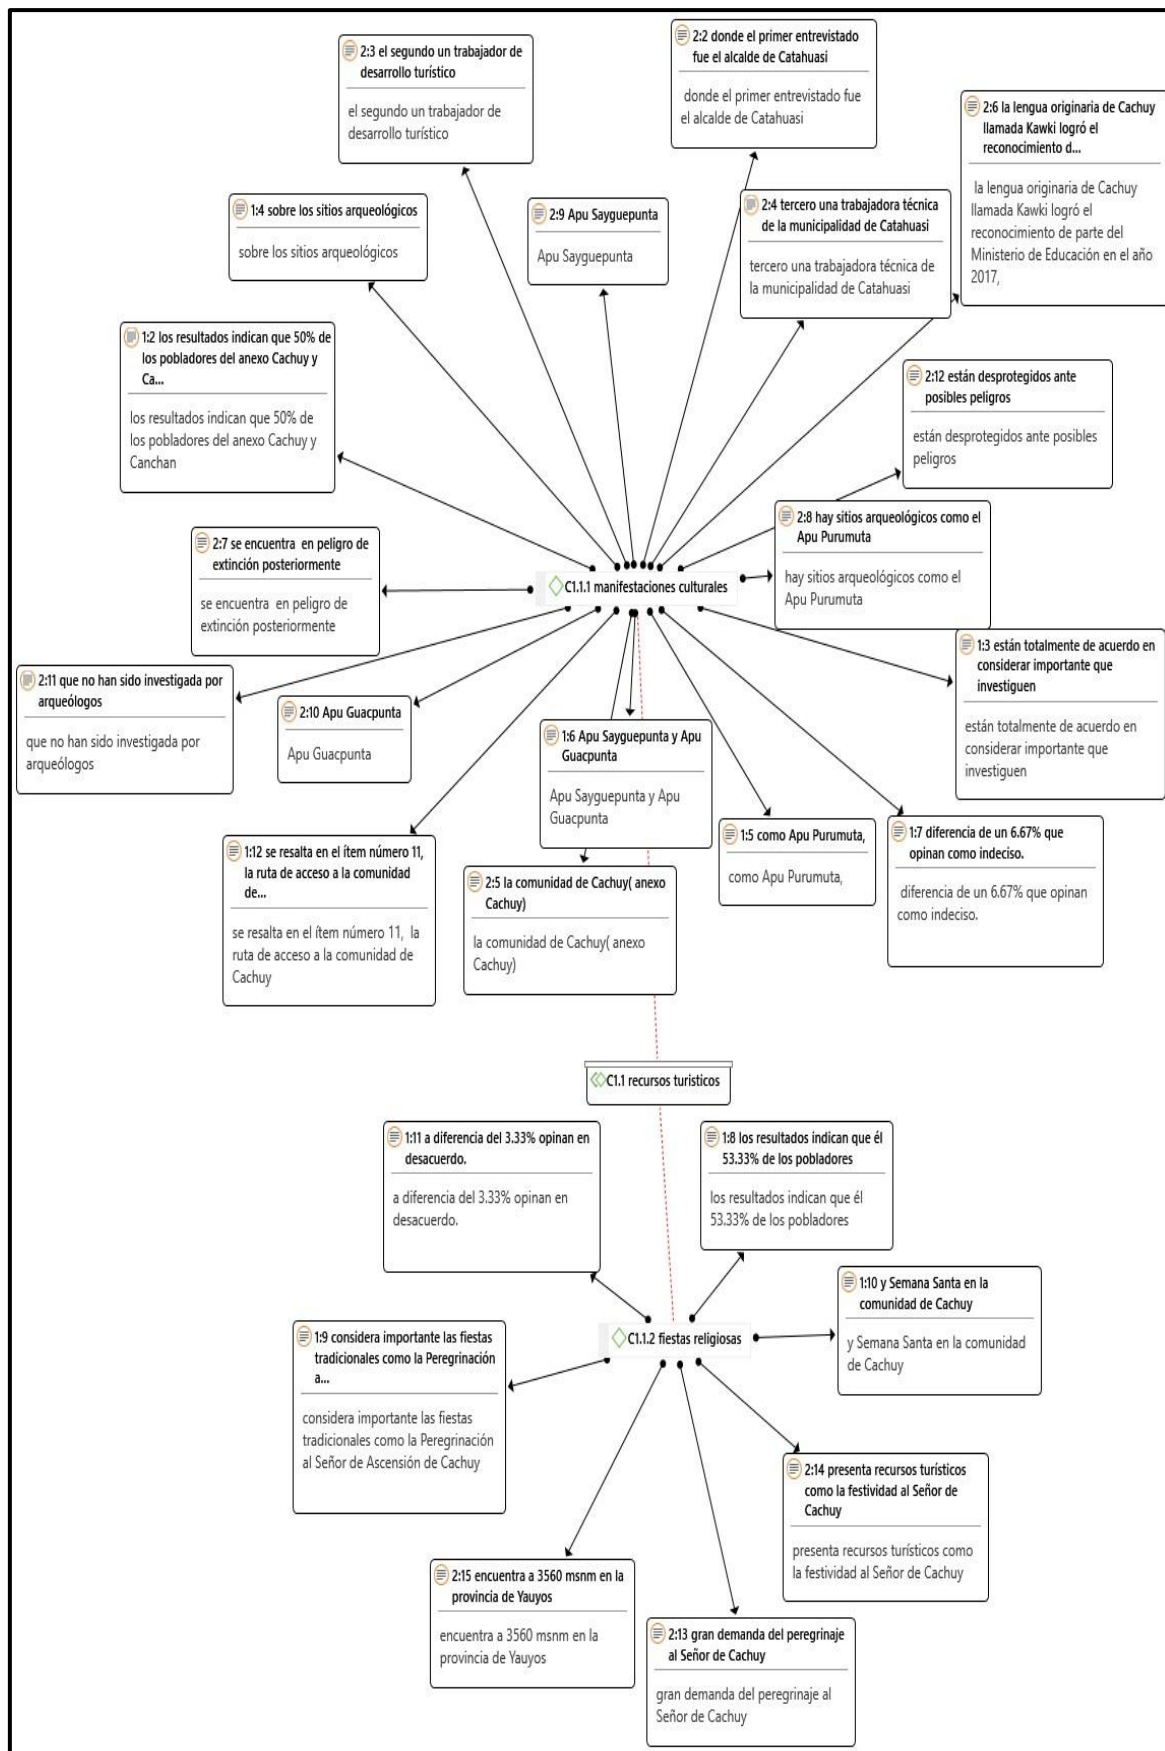 2:3 el segundo un trabajador de
desarrollo turístico
el segundo un trabajador de
desarrollo turístico
2:2 donde el primer entrevistado
fue el alcalde de Catahuasi
donde el primer entrevistado fue
el alcalde de Catahuasi
2:6 la lengua originaria de Cachuy
llamada Kawki logró el
reconocimiento d...
la lengua originaria de Cachuy
llamada Kawki logró el
reconocimiento de parte del
Ministerio de Educación en el año
2017,
1:4 sobre los sitios arqueológicos
sobre los sitios arqueológicos
2:9 Apu Sayguepunta
Apu Sayguepunta
2:4 tercero una trabajadora técnica
de la municipalidad de Catahuasi
tercero una trabajadora técnica de
la municipalidad de Catahuasi
1:2 los resultados indican que 50% de
los pobladores del anexo Cachuy y
Ca...
los resultados indican que 50% de
los pobladores del anexo Cachuy y
Canchan
2:12 están desprotegidos ante
posibles peligros
están desprotegidos ante posibles
peligros
2:8 hay sitios arqueológicos como el
Apu Purumuta
hay sitios arqueológicos como el
Apu Purumuta
2:7 se encuentra en peligro de
extinción posteriormente
se encuentra en peligro de
extinción posteriormente
C1.1.1 manifestaciones culturales
1:3 están totalmente de acuerdo en
considerar importante que
investiguen
están totalmente de acuerdo en
considerar importante que
investiguen
2:11 que no han sido investigada por
arqueólogos
que no han sido investigada por
arqueólogos
2:10 Apu Guacpunta
Apu Guacpunta
1:6 Apu Sayguepunta y Apu
Guacpunta
Apu Sayguepunta y Apu
Guacpunta
1:5 como Apu Purumuta,
como Apu Purumuta,
1:7 diferencia de un 6.67% que
opinan como indeciso.
diferencia de un 6.67% que
opinan como indeciso.
1:12 se resalta en el ítem número 11,
la ruta de acceso a la comunidad
de...
se resalta en el ítem número 11, la
ruta de acceso a la comunidad de
Cachuy
2:5 la comunidad de Cachuy( anexo
Cachuy)
la comunidad de Cachuy( anexo
Cachuy)
C1.1 recursos turisticos
1:11 a diferencia del 3.33% opinan en
desacuerdo.
a diferencia del 3.33% opinan en
desacuerdo.
1:8 los resultados indican que él
53.33% de los pobladores
los resultados indican que él
53.33% de los pobladores
1:10 y Semana Santa en la
comunidad de Cachuy
y Semana Santa en la comunidad
de Cachuy
C1.1.2 fiestas religiosas
1:9 considera importante las fiestas
tradicionales como la Peregrinación
a...
considera importante las fiestas
tradicionales como la Peregrinación
al Señor de Ascensión de Cachuy
2:14 presenta recursos turísticos
como la festividad al Señor de
Cachuy
presenta recursos turísticos como
la festividad al Señor de Cachuy
2:15 encuentra a 3560 msnm en la
provincia de Yauyos
encuentra a 3560 msnm en la
provincia de Yauyos
2:13 gran demanda del peregrinaje
al Señor de Cachuy
gran demanda del peregrinaje al
Señor de Cachuy